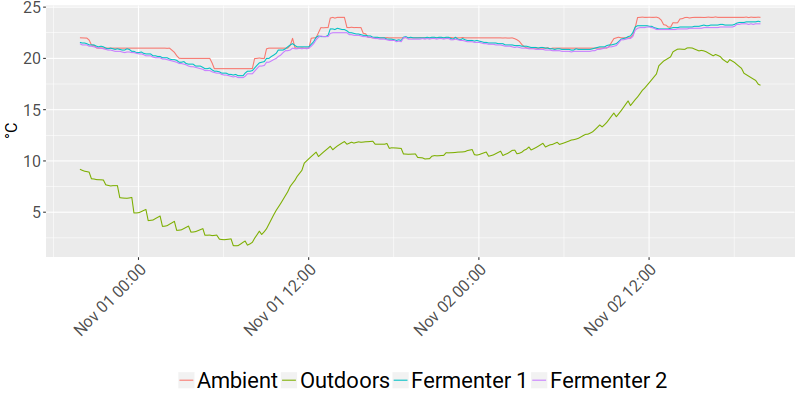 25
20
15
10
5
°C
Nov 01 00:00
Nov 01 12:00
Nov 02 00:00
Nov 02 12:00
Ambient Outdoors Fermenter 1 Fermenter 2